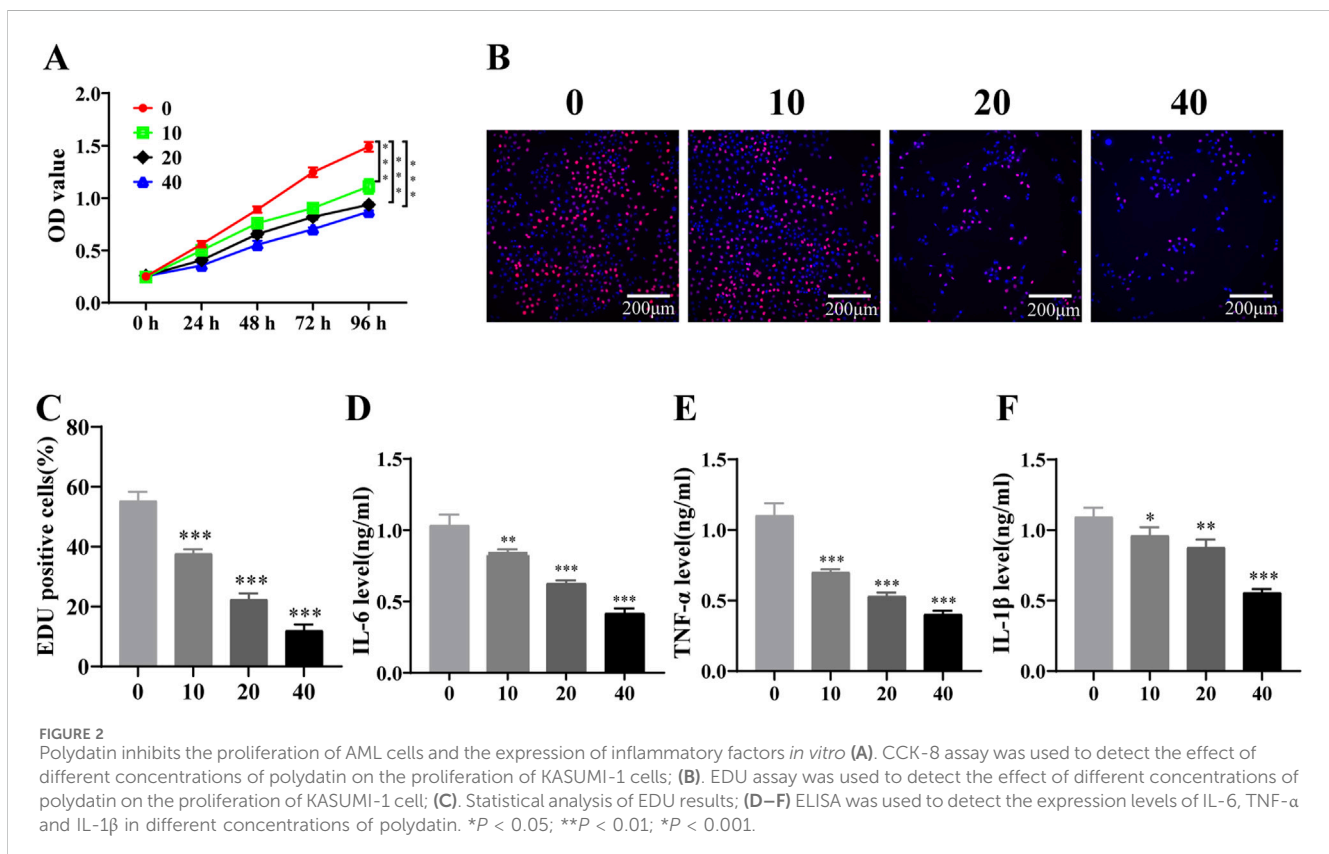 A
OD value
2.0
1.5
1.0
0.5
0.0
0
10
20
40
***
***
***
0 h 24 h 48 h 72 h 96 h
B
0 10 20 40
200μm 200μm 200μm 200μm
C
EDU positive cells(%)
80
60
40
20
0
***
***
***
0 10 20 40
D
IL-6 level(ng/ml)
1.5
1.0
0.5
0.0
**
***
***
0 10 20 40
E
TNF-α level(ng/ml)
1.5
1.0
0.5
0.0
***
***
***
0 10 20 40
F
IL-1β level(ng/ml)
1.5
1.0
0.5
0.0
*
**
***
0 10 20 40
FIGURE 2
Polydatin inhibits the proliferation of AML cells and the expression of inflammatory factors in vitro (A). CCK-8 assay was used to detect the effect of
different concentrations of polydatin on the proliferation of KASUMI-1 cells; (B). EDU assay was used to detect the effect of different concentrations of
polydatin on the proliferation of KASUMI-1 cell; (C). Statistical analysis of EDU results; (D–F) ELISA was used to detect the expression levels of IL-6, TNF-α
and IL-1β in different concentrations of polydatin. *P < 0.05; **P < 0.01; *P < 0.001.